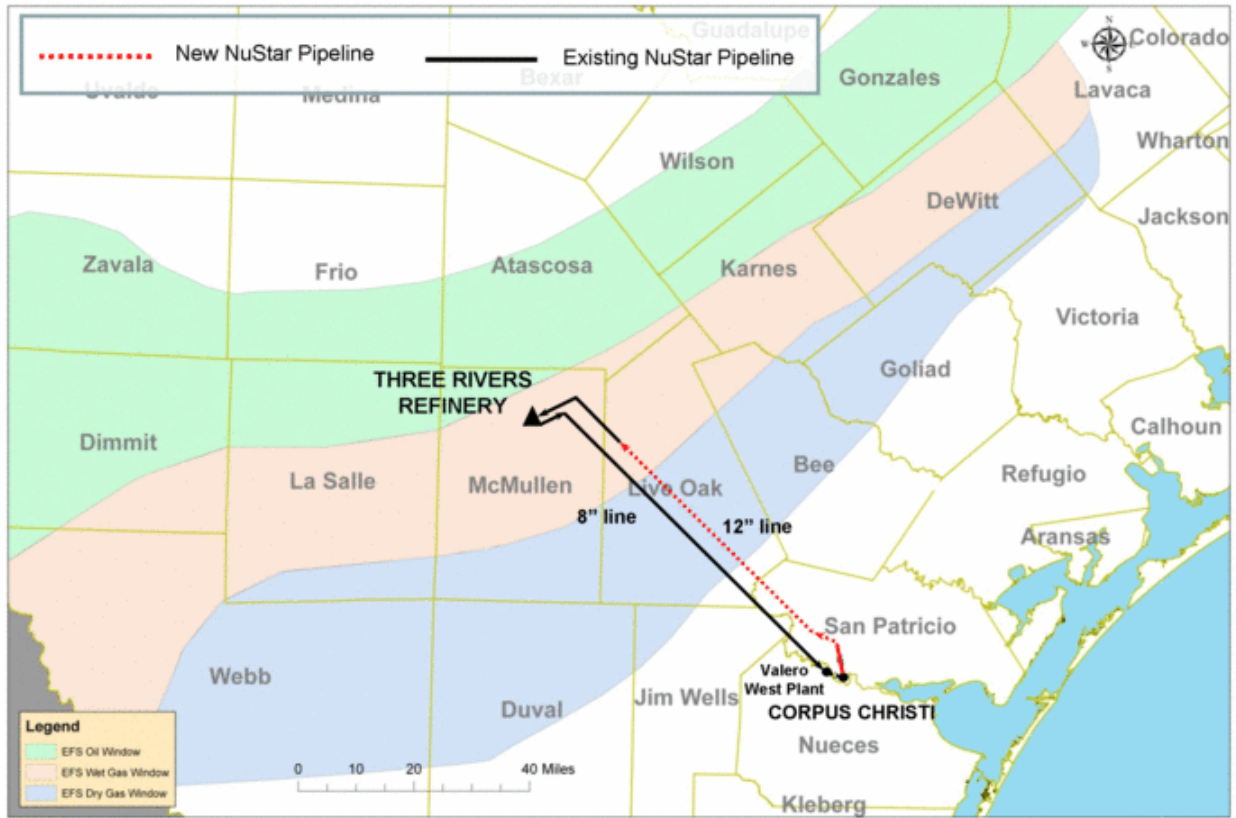 New NuStar Pipeline
Existing NuStar Pipeline
Guadalupe
Bexar
Uvalde
Medina
N
W
E
S
Colorado
Gonzales
Lavaca
Wharton
Wilson
DeWitt
Jackson
Zavala
Frio
Atascosa
Karnes
Victoria
Goliad
THREE RIVERS
REFINERY
Dimmit
Calhoun
La Salle
McMullen
Live Oak
Bee
Refugio
8” line
12” line
Aransas
San Patricio
Webb
Valero
West Plant
Jim Wells
Duval
CORPUS CHRISTI
Nueces
Kleberg
Legend
EFS Oil Window
EFS Wet Gas Window
EFS Dry Gas Window
0 10 20 40 Miles